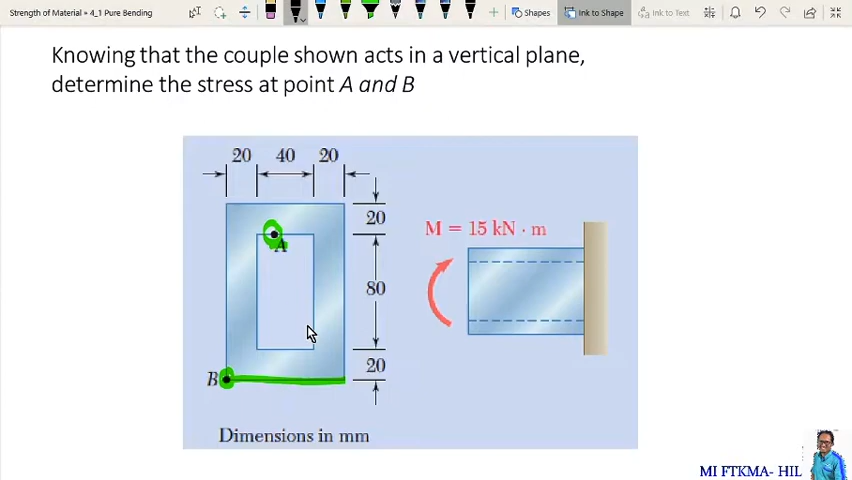 Strength of Material » 4_1 Pure Bending
Shapes
Ink to Shape
Ink to Text
Knowing that the couple shown acts in a vertical plane,
determine the stress at point A and B
20 40 20
20
M = 15 kN · m
A
80
20
B
Dimensions in mm
MI FTKMA- HIL